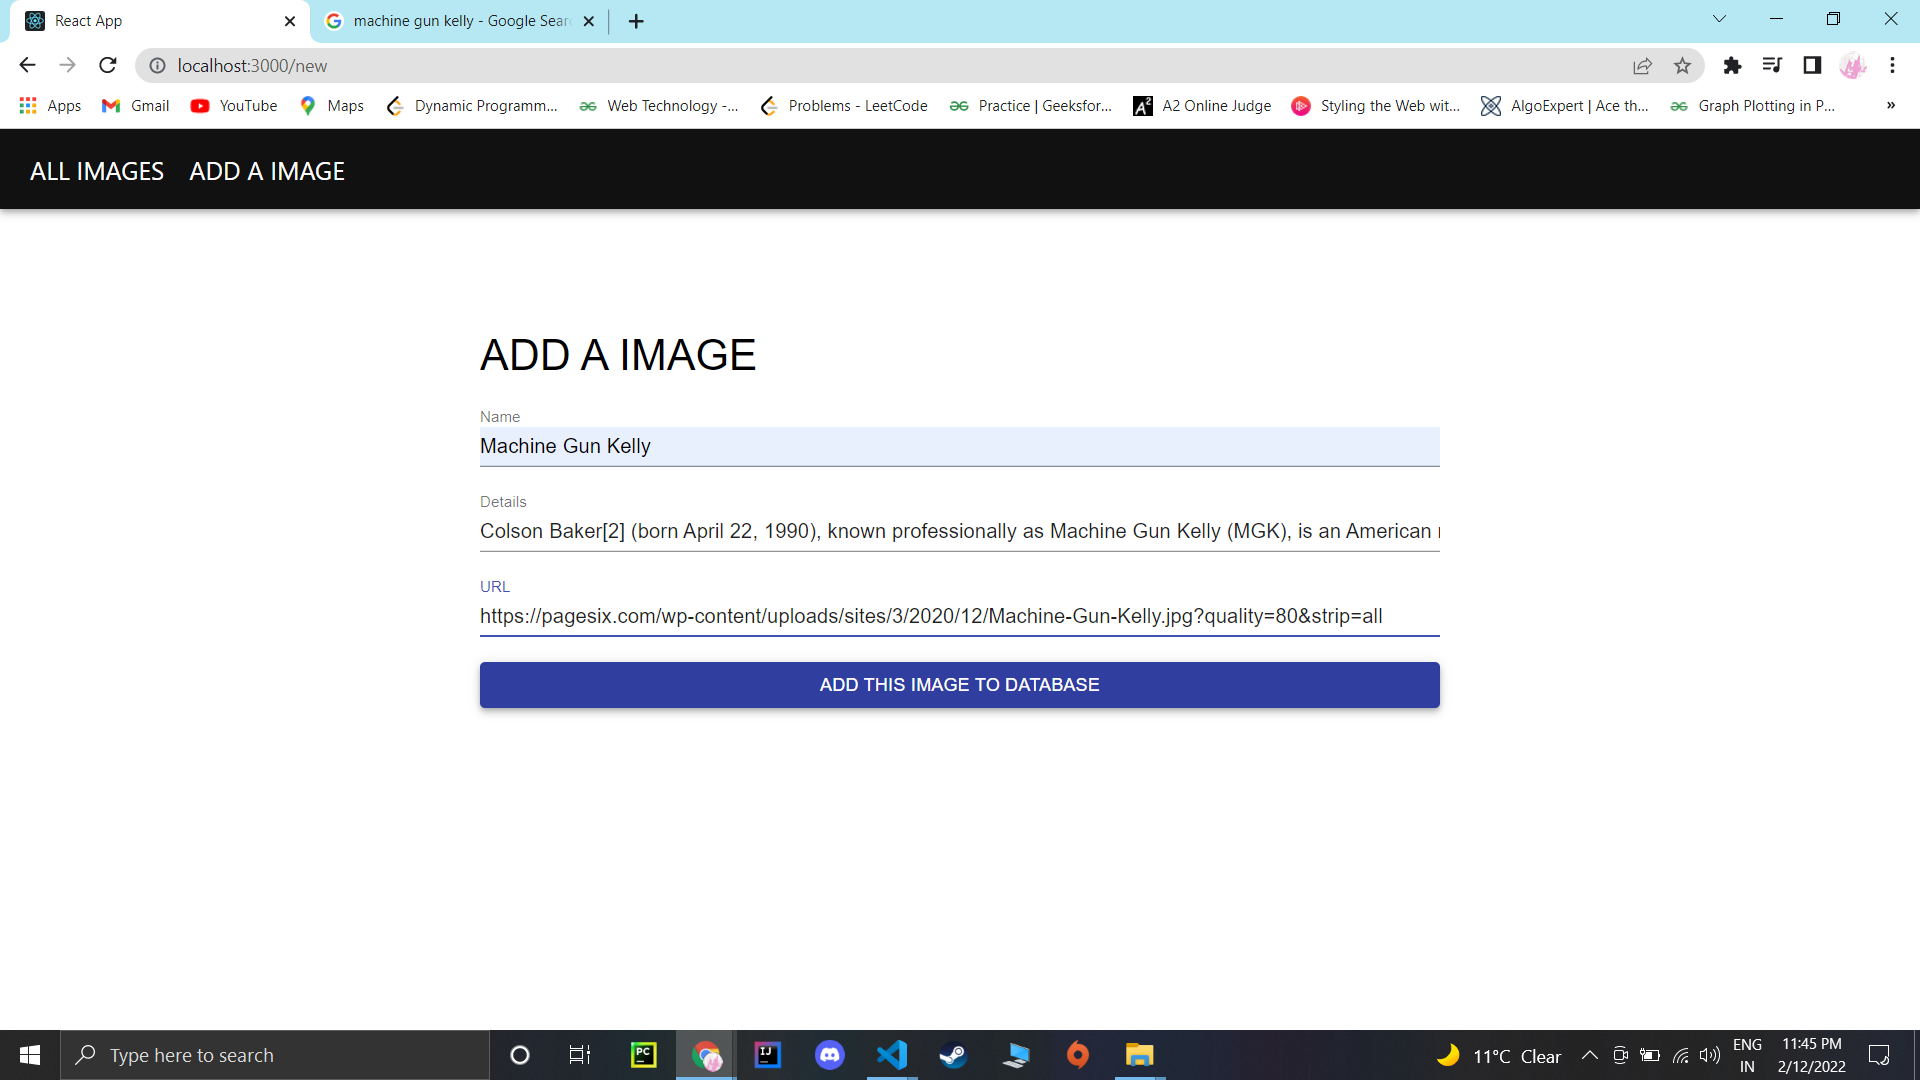 React App
machine gun kelly - Google Sear
localhost:3000/new
Apps Gmail YouTube Maps Dynamic Programm... Web Technology -... Problems - LeetCode Practice | Geeksfor... A2 Online Judge Styling the Web wit... AlgoExpert | Ace th... Graph Plotting in P... »
ALL IMAGES ADD A IMAGE
ADD A IMAGE
Name
Machine Gun Kelly
Details
Colson Baker[2] (born April 22, 1990), known professionally as Machine Gun Kelly (MGK), is an American
URL
https://pagesix.com/wp-content/uploads/sites/3/2020/12/Machine-Gun-Kelly.jpg?quality=80&strip=all
ADD THIS IMAGE TO DATABASE
Type here to search
PC
IJ
11°C Clear
ENG
IN
11:45 PM
2/12/2022